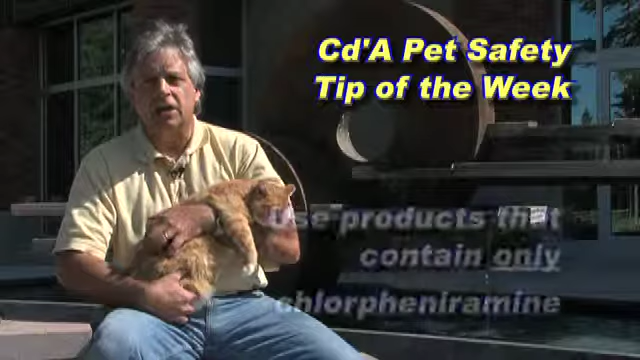 Cd'A Pet Safety
Tip of the Week
Use products that
contain only
chlorpheniramine